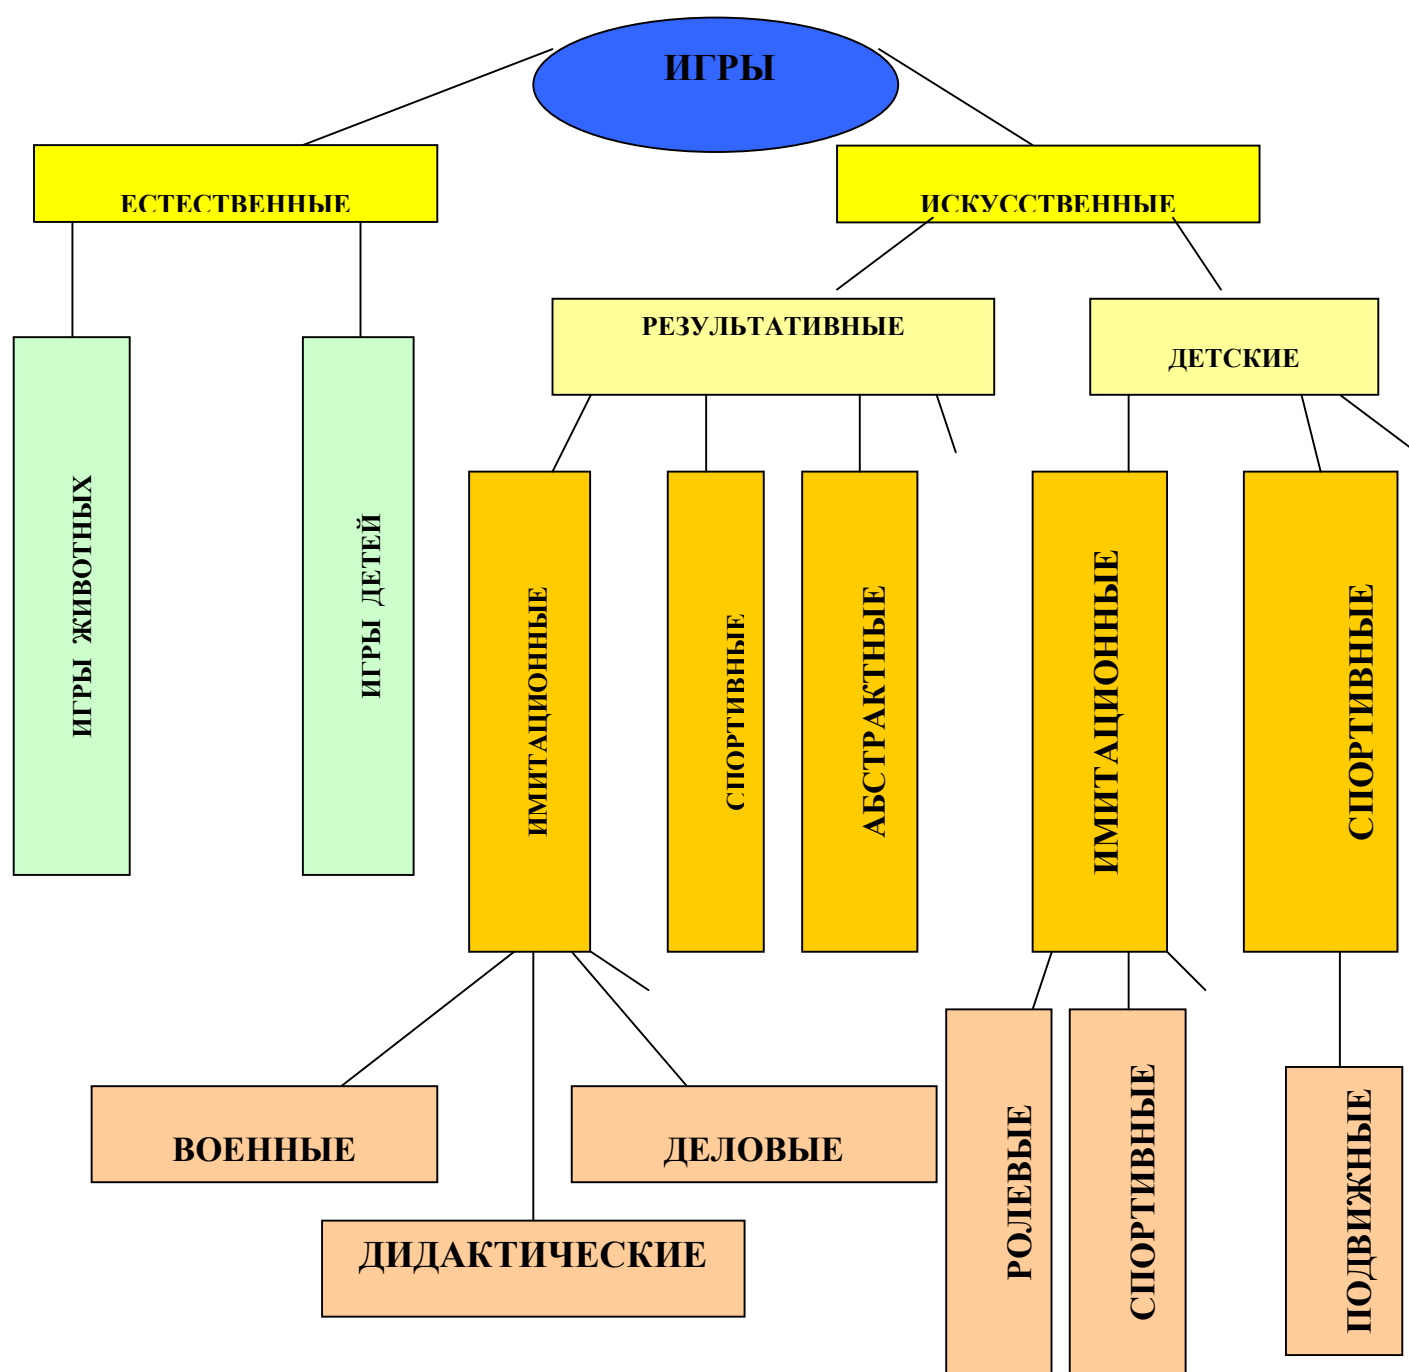 ИГРЫ
ЕСТЕСТВЕННЫЕ
ИСКУССТВЕННЫЕ
РЕЗУЛЬТАТИВНЫЕ
ДЕТСКИЕ
ИГРЫ ЖИВОТНЫХ
ИГРЫ ДЕТЕЙ
ИМИТАЦИОННЫЕ
СПОРТИВНЫЕ
АБСТРАКТНЫЕ
ИМИТАЦИОННЫЕ
СПОРТИВНЫЕ
ВОЕННЫЕ
ДЕЛОВЫЕ
ДИДАКТИЧЕСКИЕ
РОЛЕВЫЕ
СПОРТИВНЫЕ
ПОДВИЖНЫЕ